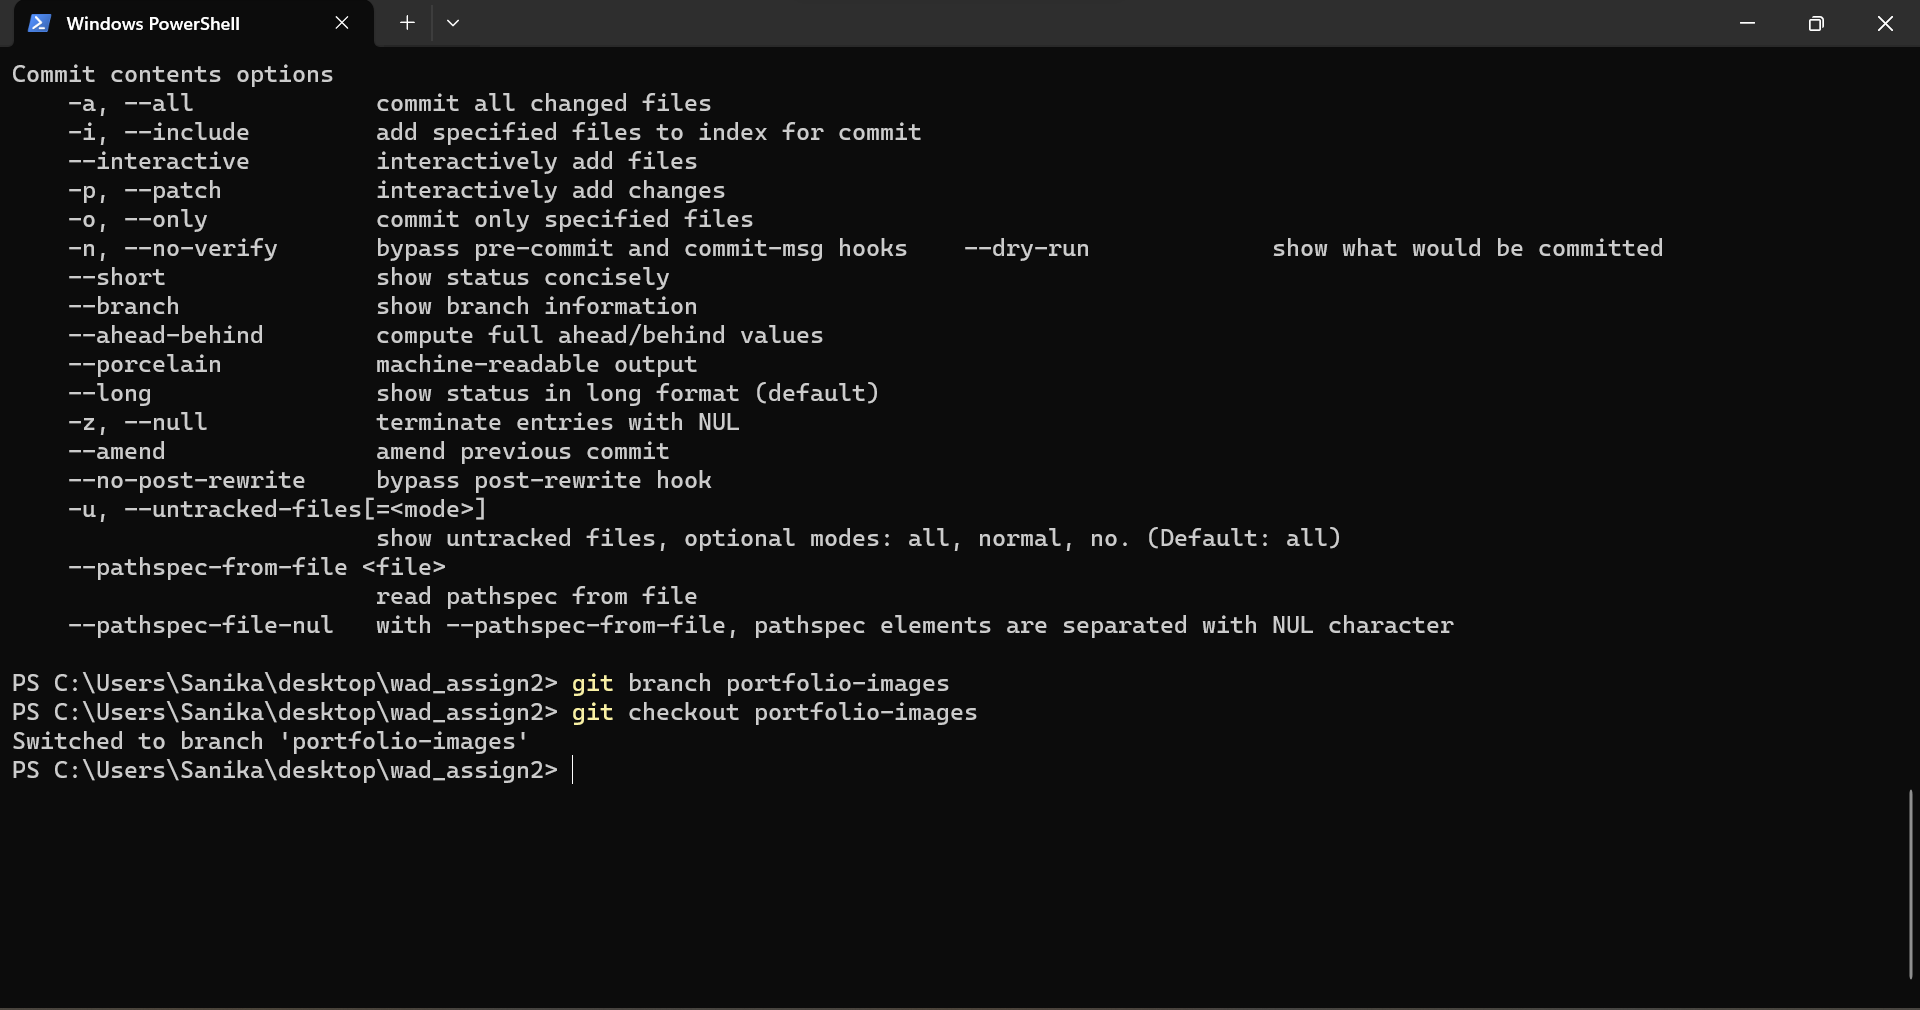 Windows PowerShell
Commit contents options
    -a, --all             commit all changed files
    -i, --include         add specified files to index for commit
    --interactive         interactively add files
    -p, --patch           interactively add changes
    -o, --only            commit only specified files
    -n, --no-verify       bypass pre-commit and commit-msg hooks    --dry-run             show what would be committed
    --short               show status concisely
    --branch              show branch information
    --ahead-behind        compute full ahead/behind values
    --porcelain           machine-readable output
    --long                show status in long format (default)
    -z, --null            terminate entries with NUL
    --amend               amend previous commit
    --no-post-rewrite     bypass post-rewrite hook
    -u, --untracked-files[=<mode>]
                          show untracked files, optional modes: all, normal, no. (Default: all)
    --pathspec-from-file <file>
                          read pathspec from file
    --pathspec-file-nul   with --pathspec-from-file, pathspec elements are separated with NUL character
PS C:\Users\Sanika\desktop\wad_assign2> git branch portfolio-images
PS C:\Users\Sanika\desktop\wad_assign2> git checkout portfolio-images
Switched to branch 'portfolio-images'
PS C:\Users\Sanika\desktop\wad_assign2>